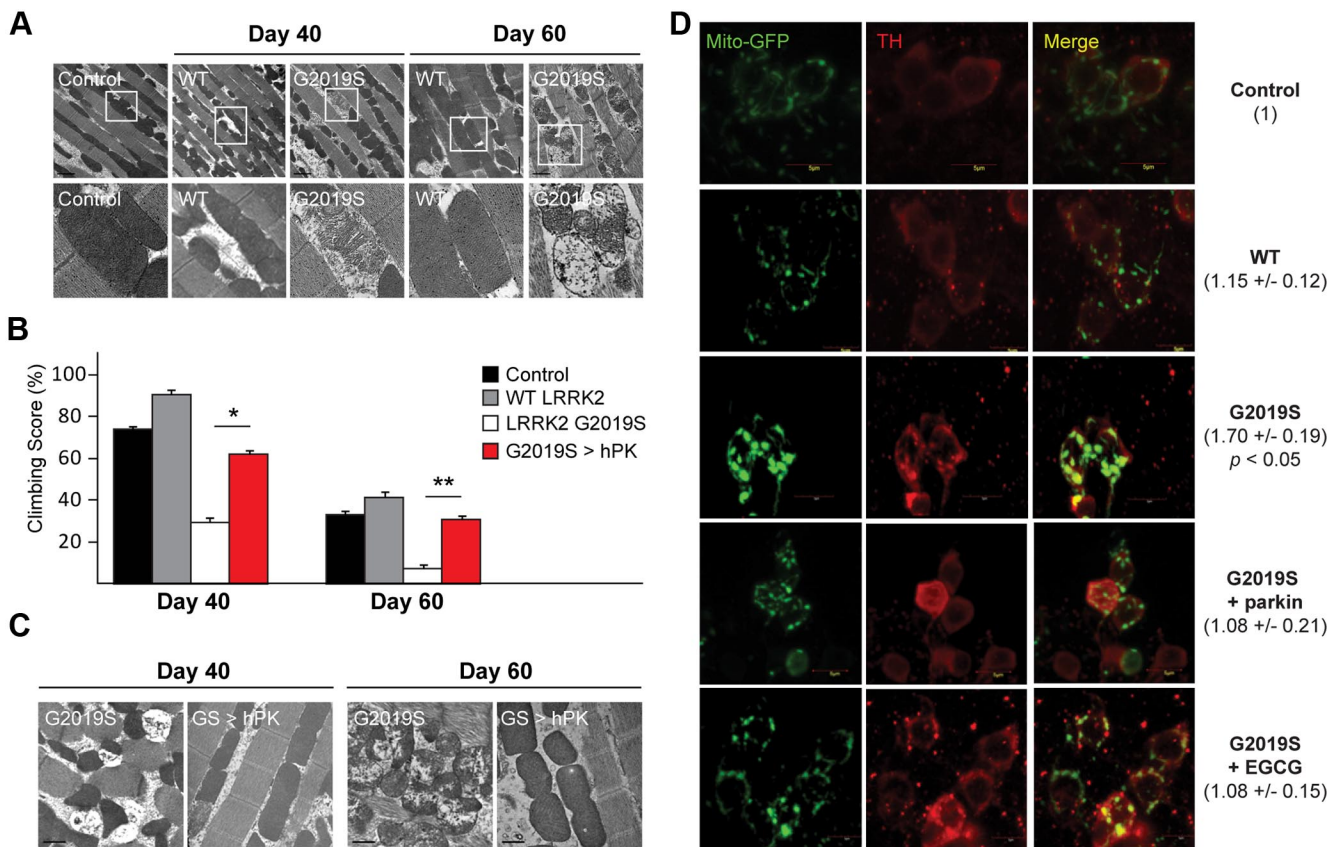 A
Day 40
Day 60
Control
WT
G2019S
WT
G2019S
Control
WT
G2019S
WT
G2019S
B
Climbing Score (%)
100
80
60
40
20
*
**
Control
WT LRRK2
LRRK2 G2019S
G2019S > hPK
Day 40
Day 60
C
Day 40
Day 60
G2019S
GS > hPK
G2019S
GS > hPK
D
Mito-GFP
TH
Merge
5μm
5μm
5μm
Control
(1)
WT
(1.15 +/- 0.12)
G2019S
(1.70 +/- 0.19)
p < 0.05
5μm
5μm
5μm
G2019S
+ parkin
(1.08 +/- 0.21)
G2019S
+ EGCG
(1.08 +/- 0.15)